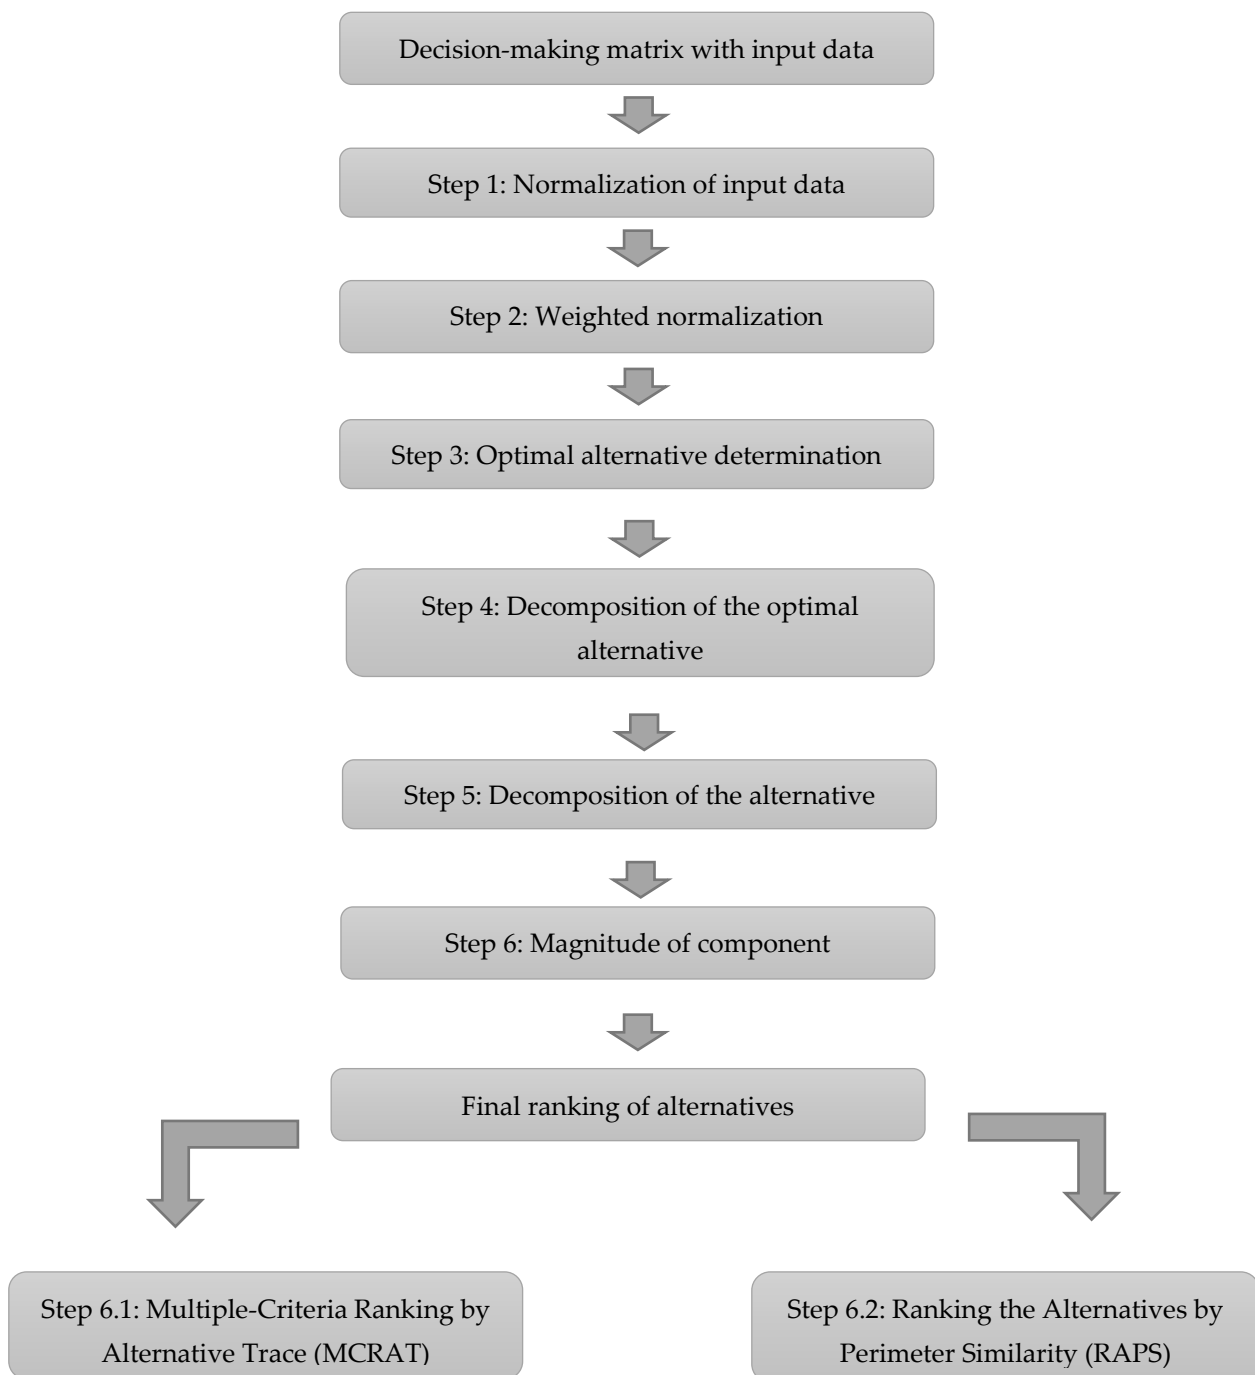 Decision-making matrix with input data
Step 1: Normalization of input data
Step 2: Weighted normalization
Step 3: Optimal alternative determination
Step 4: Decomposition of the optimal
alternative
Step 5: Decomposition of the alternative
Step 6: Magnitude of component
Final ranking of alternatives
Step 6.1: Multiple-Criteria Ranking by
Alternative Trace (MCRAT)
Step 6.2: Ranking the Alternatives by
Perimeter Similarity (RAPS)